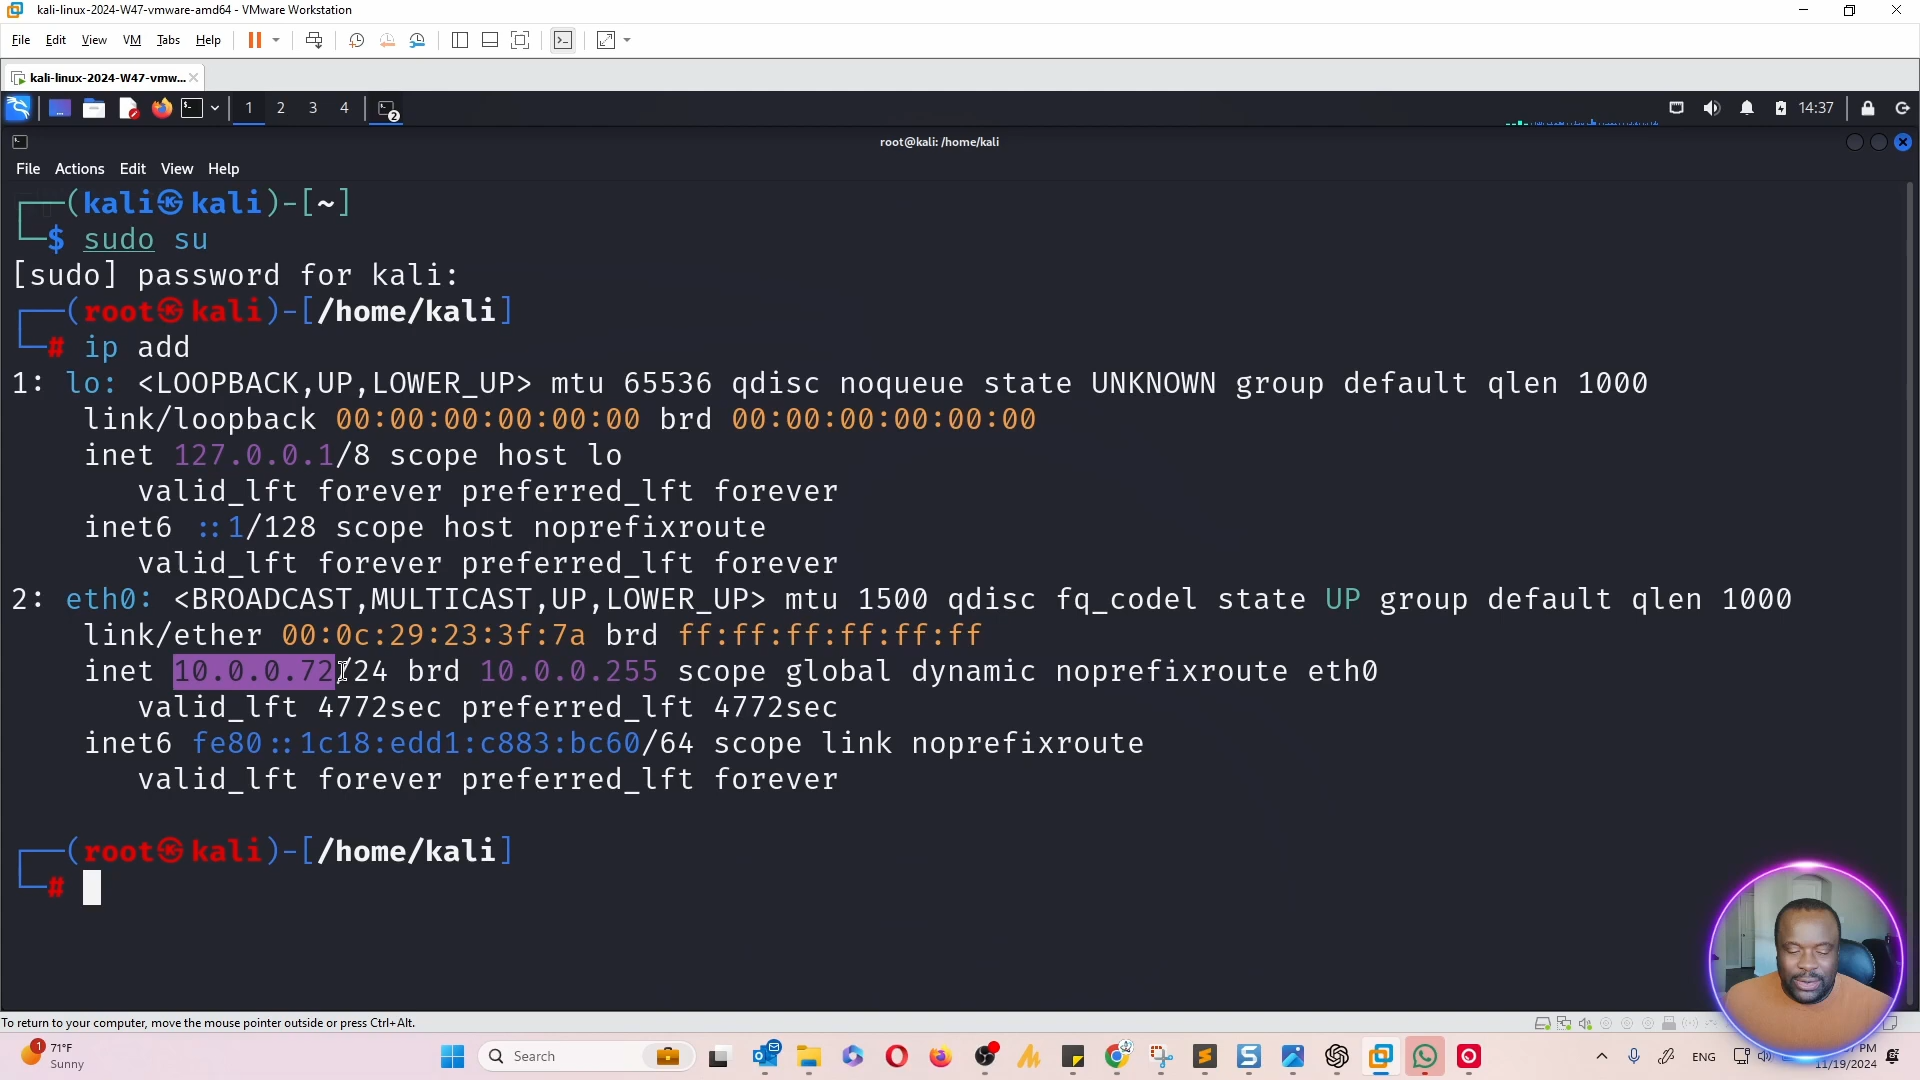 kali-linux-2024-W47-vmware-amd64 - VMware Workstation
File Edit View VM Tabs Help
kali-linux-2024-W47-vmw...
1 2 3 4 2 14:37
root@kali: /home/kali
File Actions Edit View Help
┌──(kali㉿kali)-[~]
└─$ sudo su
[sudo] password for kali:
┌──(root㉿kali)-[/home/kali]
└─# ip add
1: lo: <LOOPBACK,UP,LOWER_UP> mtu 65536 qdisc noqueue state UNKNOWN group default qlen 1000
link/loopback 00:00:00:00:00:00 brd 00:00:00:00:00:00
inet 127.0.0.1/8 scope host lo
valid_lft forever preferred_lft forever
inet6 ::1/128 scope host noprefixroute
valid_lft forever preferred_lft forever
2: eth0: <BROADCAST,MULTICAST,UP,LOWER_UP> mtu 1500 qdisc fq_codel state UP group default qlen 1000
link/ether 00:0c:29:23:3f:7a brd ff:ff:ff:ff:ff:ff
inet 10.0.0.72/24 brd 10.0.0.255 scope global dynamic noprefixroute eth0
valid_lft 4772sec preferred_lft 4772sec
inet6 fe80::1c18:edd1:c883:bc60/64 scope link noprefixroute
valid_lft forever preferred_lft forever
┌──(root㉿kali)-[/home/kali]
└─#
To return to your computer, move the mouse pointer outside or press Ctrl+Alt.
1 71°F
Sunny
Search
ENG
PM
11/19/2024